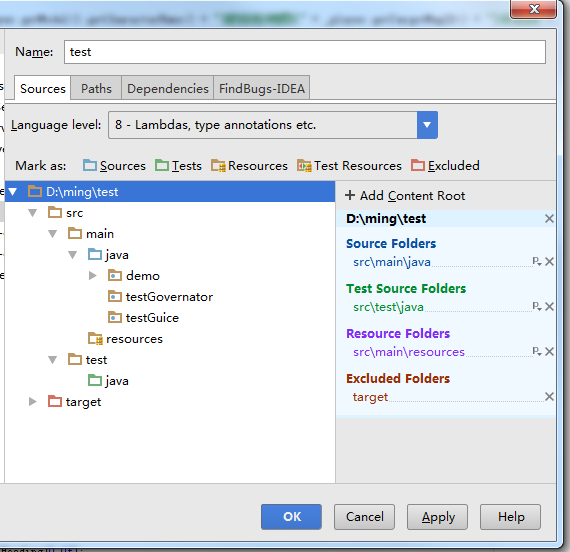 Name: test
Sources Paths Dependencies FindBugs-IDEA
Language level: 8 - Lambdas, type annotations etc.
Mark as: Sources Tests Resources Test Resources Excluded
D:\ming\test
src
main
java
demo
testGovernator
testGuice
resources
test
java
target
+ Add Content Root
D:\ming\test
Source Folders
src\main\java
Test Source Folders
src\test\java
Resource Folders
src\main\resources
Excluded Folders
target
OK Cancel Apply Help